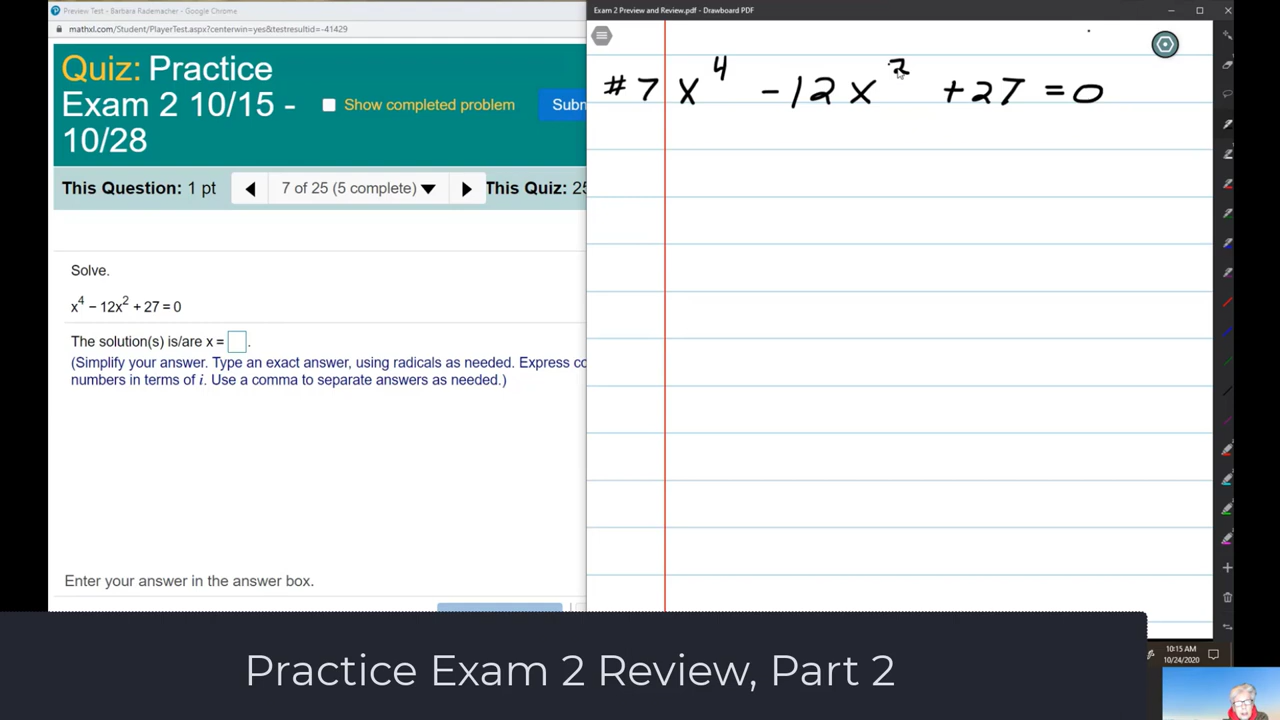 Preview Test - Barbara Rademacher - Google Chrome
mathxl.com/Student/PlayerTest.aspx?centerwin=yes&testresultid=-41429
Quiz: Practice
Exam 2 10/15 -
10/28
Show completed problem
Subm
This Question: 1 pt
7 of 25 (5 complete)
This Quiz: 25
Solve.
x⁴ − 12x² + 27 = 0
The solution(s) is/are x = .
(Simplify your answer. Type an exact answer, using radicals as needed. Express co
numbers in terms of i. Use a comma to separate answers as needed.)
Enter your answer in the answer box.
Exam 2 Preview and Review.pdf - Drawboard PDF
#7 x⁴ -12x² +27 =0
10:15 AM
10/24/2020
Practice Exam 2 Review, Part 2